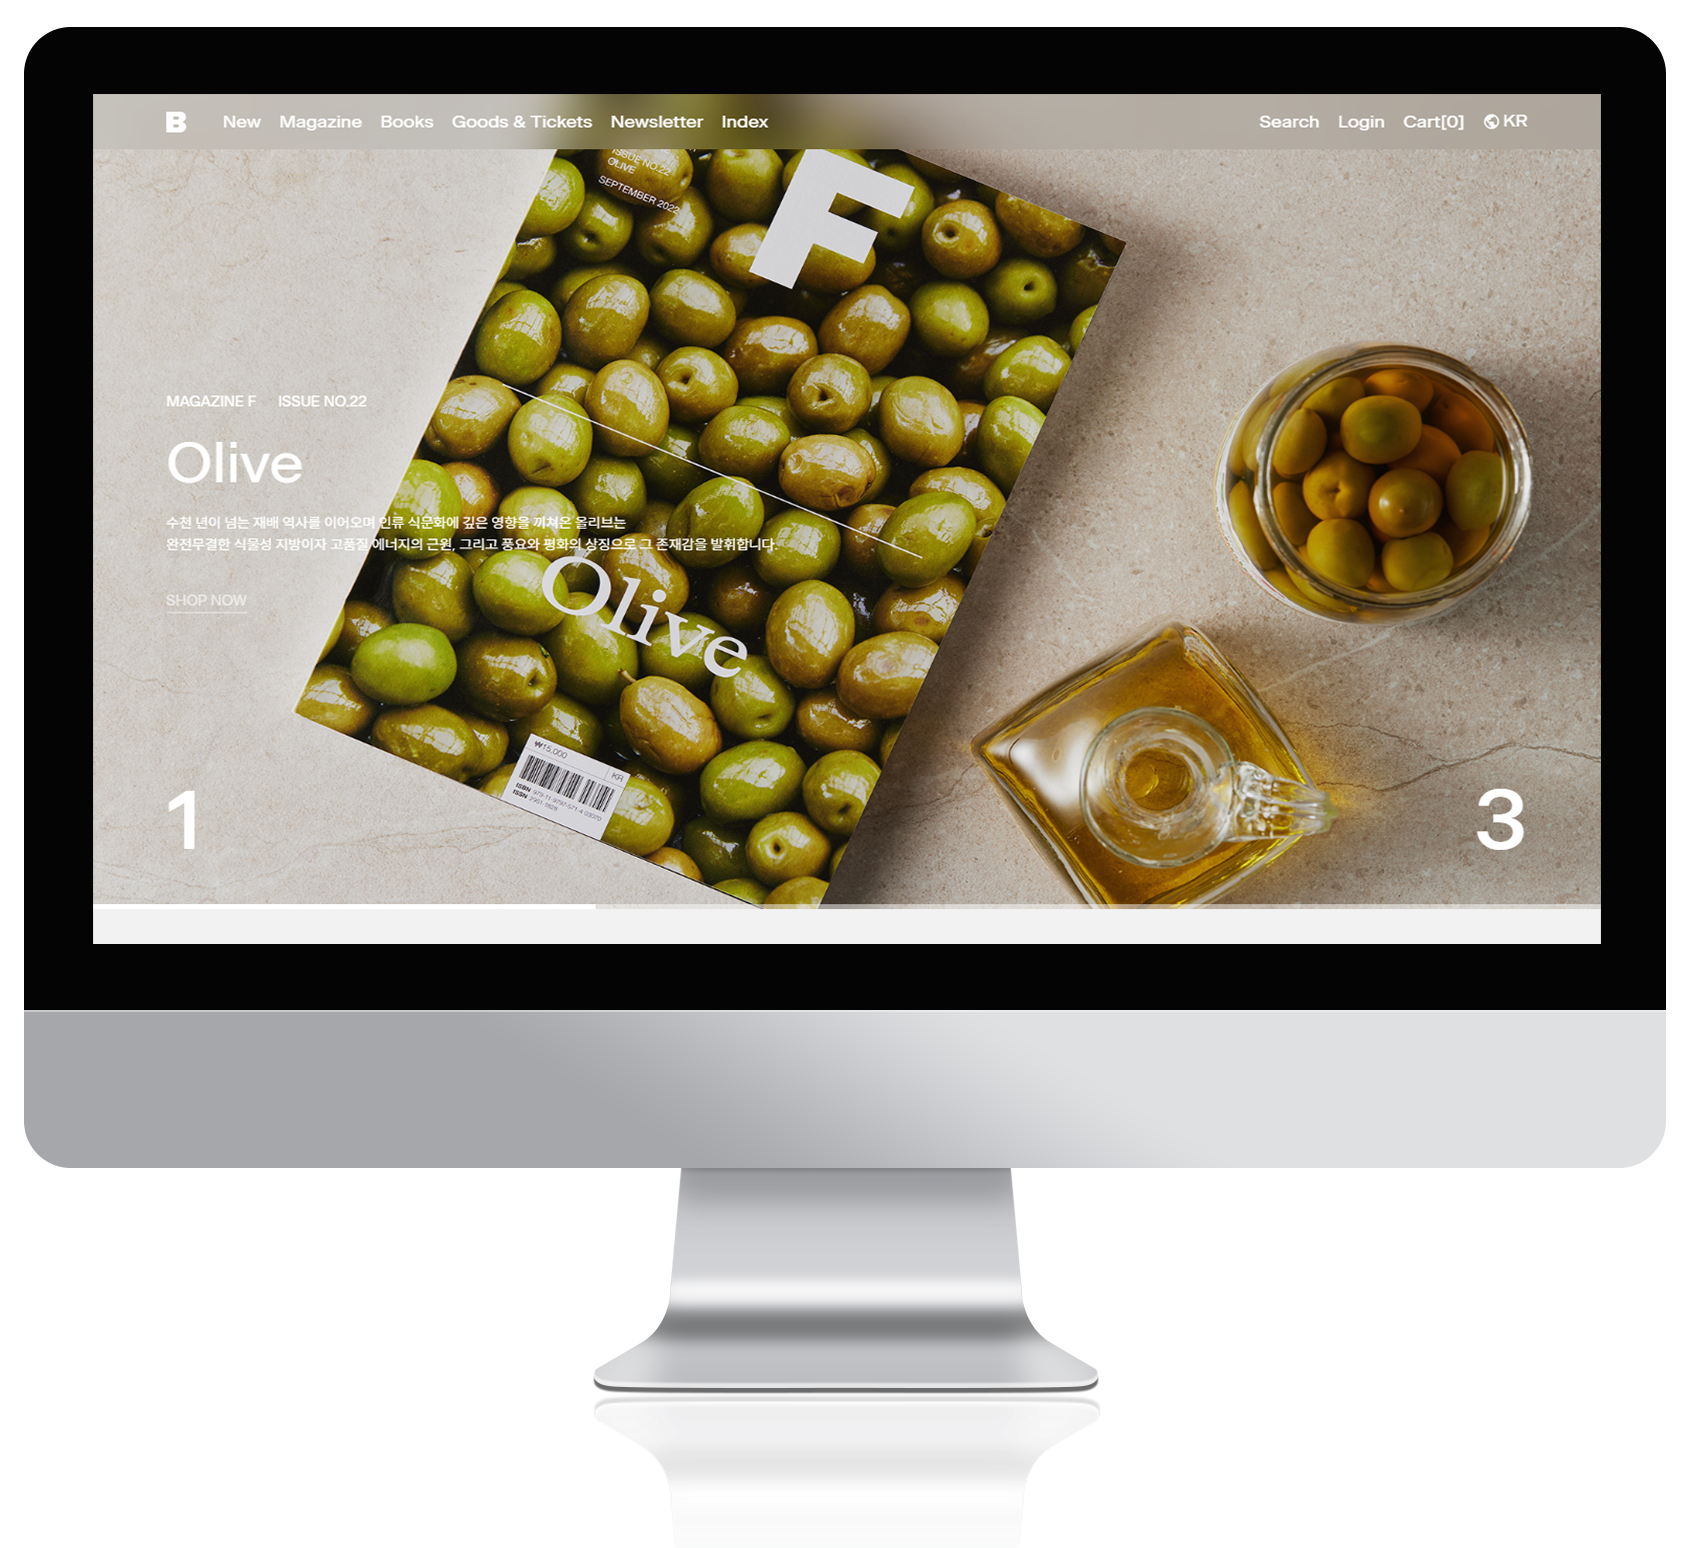 B New Magazine Books Goods & Tickets Newsletter Index Search Login Cart[0] KR
ISSUE NO.22
OLIVE
SEPTEMBER 2022
F
MAGAZINE F ISSUE NO.22
Olive
수천 년이 넘는 재배 역사를 이어오며 인류 식문화에 깊은 영향을 끼쳐온 올리브는
완전무결한 식물성 지방이자 고품질 에너지의 근원, 그리고 풍요와 평화의 상징으로 그 존재감을 발휘합니다.
SHOP NOW
Olive
₩15,000
KR
ISBN
ISSN
1
3